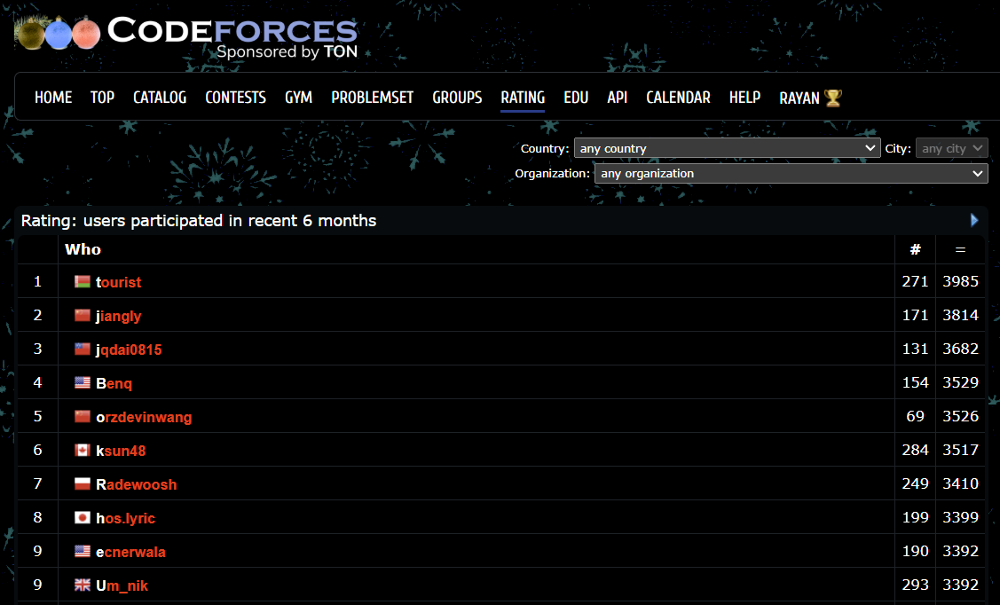 CODEFORCES
Sponsored by TON
HOME TOP CATALOG CONTESTS GYM PROBLEMSET GROUPS RATING EDU API CALENDAR HELP RAYAN
Country: any country City: any city
Organization: any organization
Rating: users participated in recent 6 months
Who # =
1 tourist 271 3985
2 jiangly 171 3814
3 jqdai0815 131 3682
4 Benq 154 3529
5 orzdevinwang 69 3526
6 ksun48 284 3517
7 Radewoosh 249 3410
8 hos.lyric 199 3399
9 ecnerwala 190 3392
9 Um_nik 293 3392